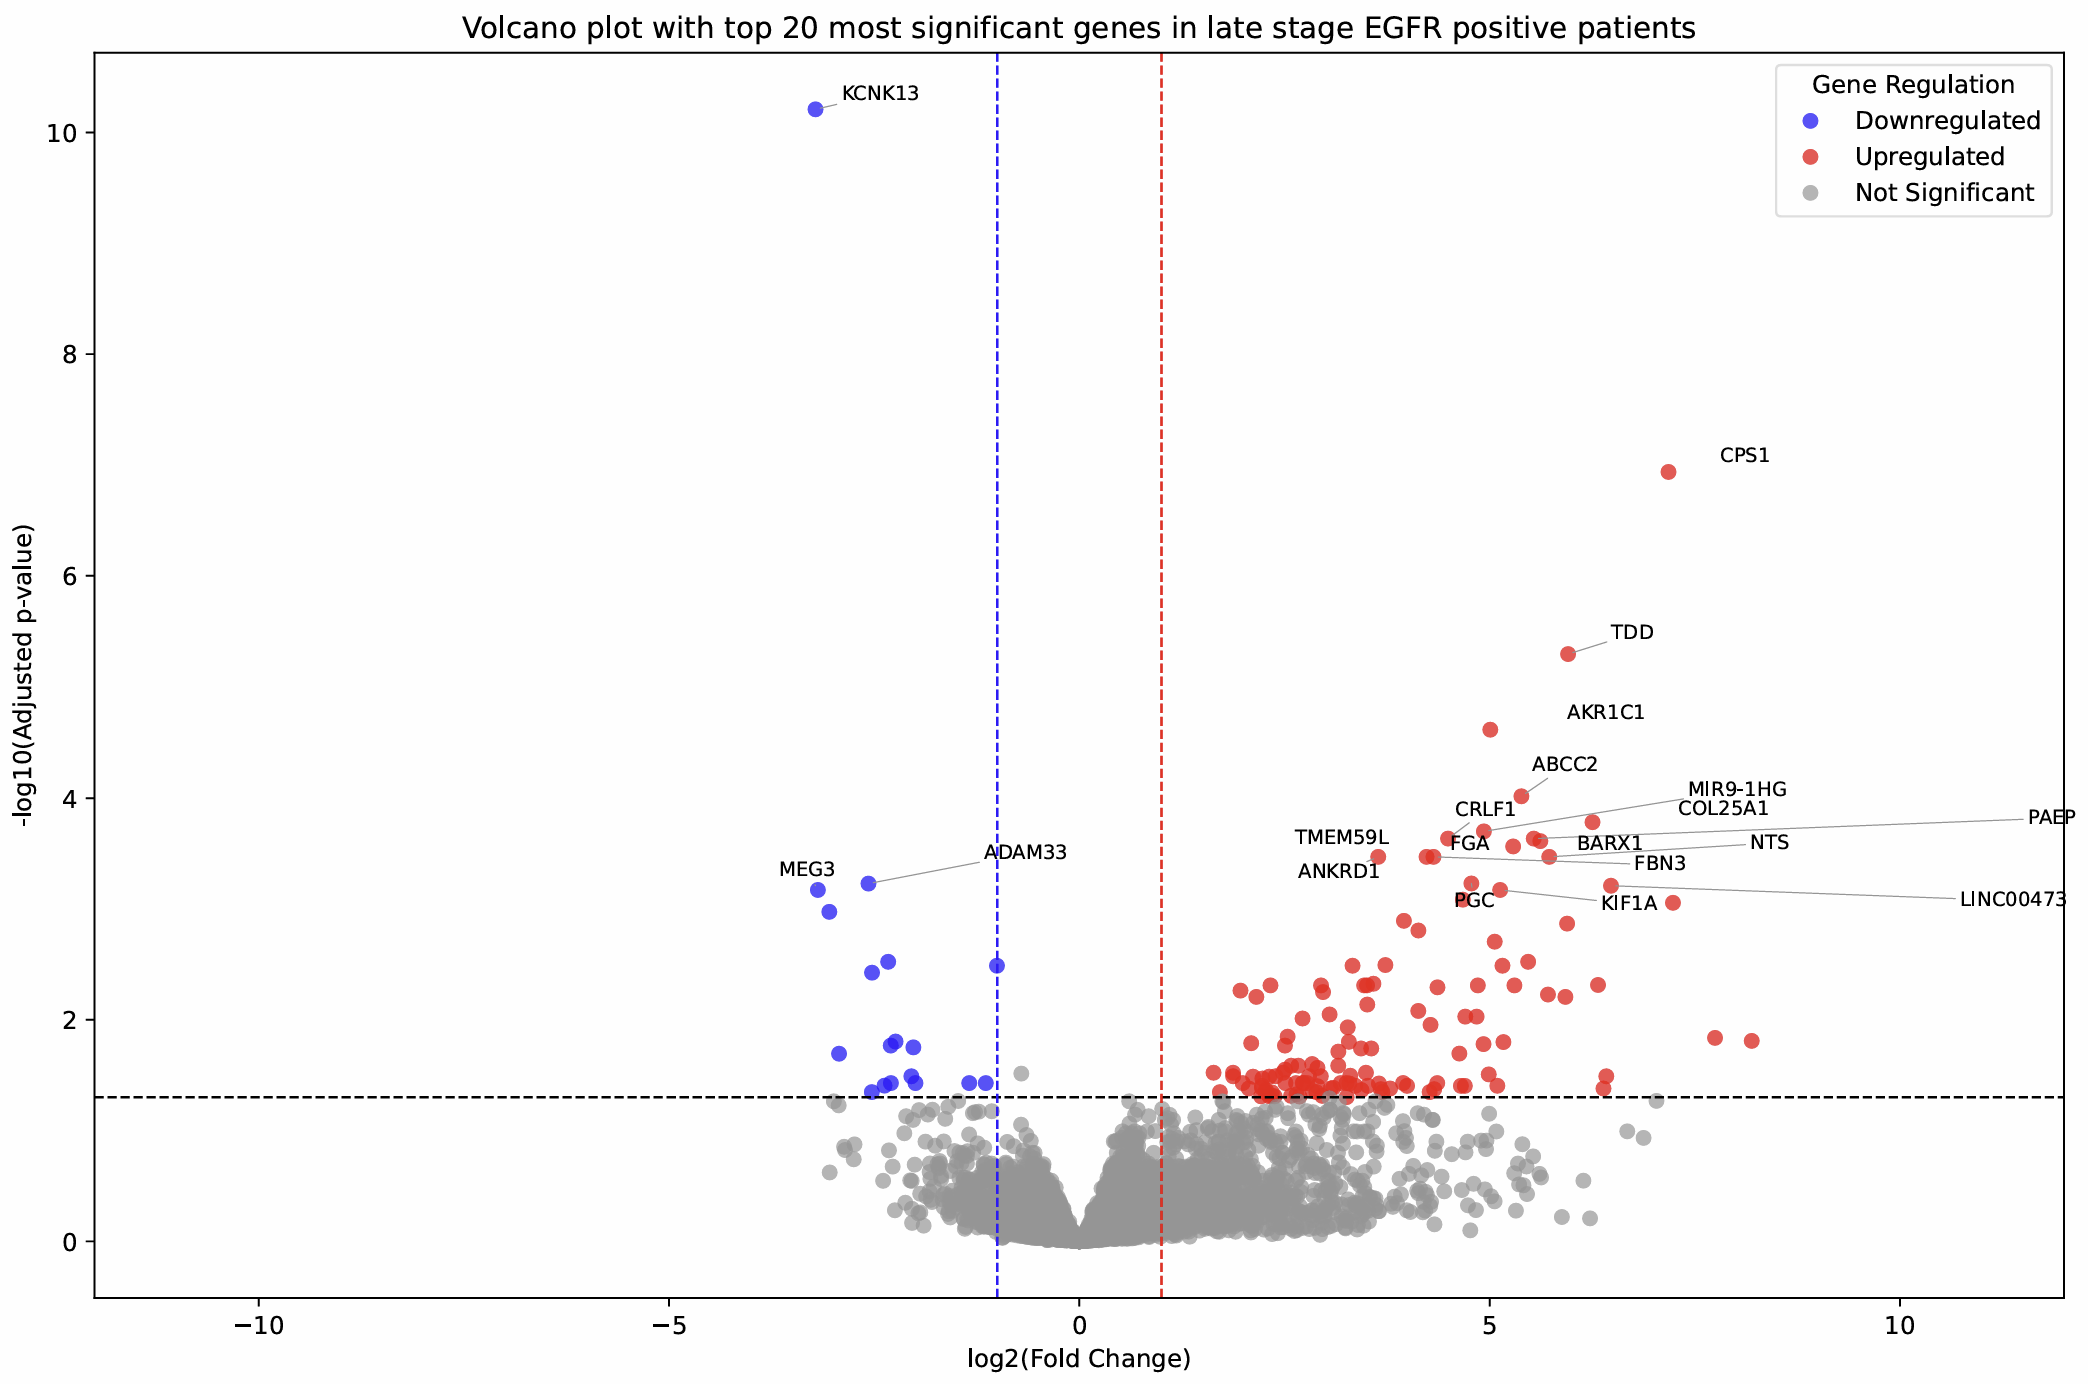 Volcano plot with top 20 most significant genes in late stage EGFR positive patients
Gene Regulation
Downregulated
Upregulated
Not Significant
-log10(Adjusted p-value)
10
8
6
4
2
0
KCNK13
CPS1
TDD
AKR1C1
ABCC2
MIR9-1HG
COL25A1
CRLF1
PAEP
TMEM59L
FGA
BARX1
NTS
ADAM33
FBN3
MEG3
ANKRD1
PGC
KIF1A
LINC00473
−10
−5
0
5
10
log2(Fold Change)